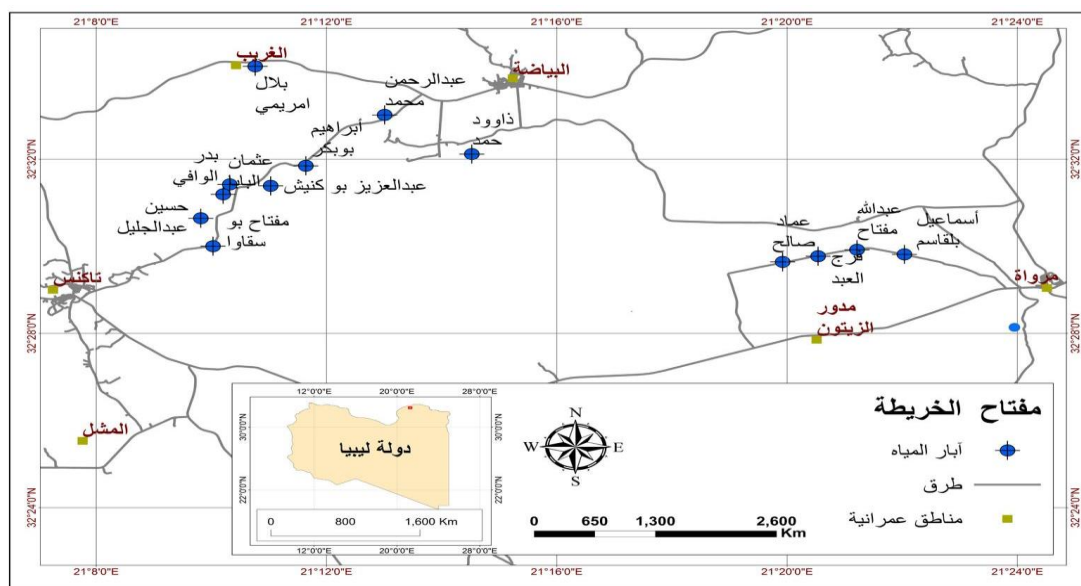 21°8'0"E
21°12'0"E
21°16'0"E
21°20'0"E
21°24'0"E
الغريب
بلال
امريمي
البياضة
عبدالرحمن
محمد
ذاوود
حمد
أبراهيم
بوبكر
عبدالعزيز بو كنيش
عثمان
البابا
بدر
الوافي
حسين
عبدالجليل
مفتاح بو
سقاوا
تاكنس
المشل
عماد
صالح
فرج
العبد
عبدالله
مفتاح
أسماعيل
بلقاسم
مرواة
مدور
الزيتون
32°32'0"N
32°28'0"N
32°24'0"N
32°32'0"N
32°28'0"N
32°24'0"N
مفتاح الخريطة
آبار المياه
طرق
مناطق عمرانية
N
W
E
S
0 650 1,300 2,600
Km
12°0'0"E
20°0'0"E
28°0'0"E
30°0'0"N
22°0'0"N
30°0'0"N
22°0'0"N
دولة ليبيا
0 800 1,600 Km
12°0'0"E
20°0'0"E
28°0'0"E
21°8'0"E
21°12'0"E
21°16'0"E
21°20'0"E
21°24'0"E